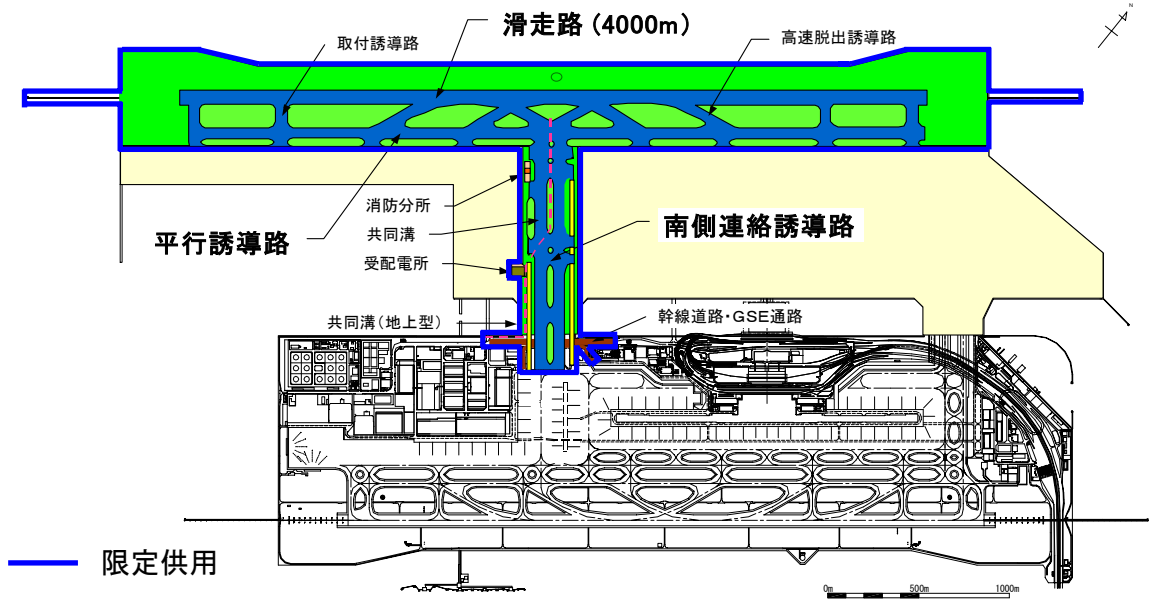 N
滑走路 (4000m)
取付誘導路
高速脱出誘導路
消防分所
共同溝
平行誘導路
南側連絡誘導路
受配電所
共同溝(地上型)
幹線道路・GSE通路
限定供用
0m 500m 1000m